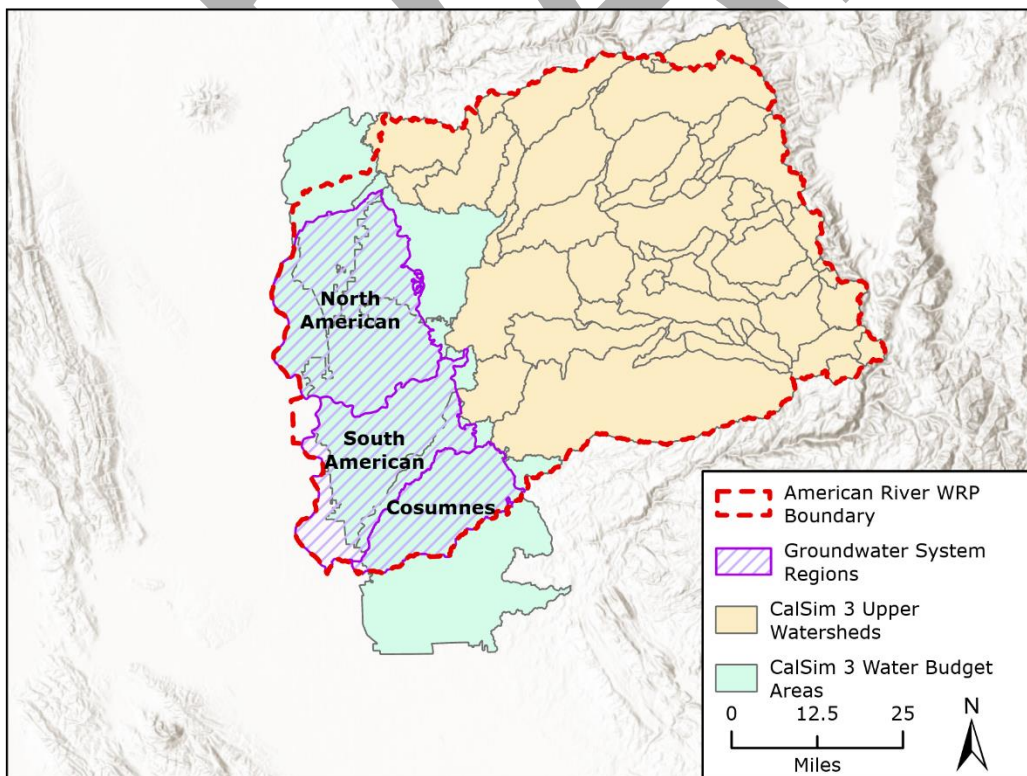 North
American
South
American
Cosumnes
American River WRP
Boundary
Groundwater System
Regions
CalSim 3 Upper
Watersheds
CalSim 3 Water Budget
Areas
0 12.5 25
Miles
N